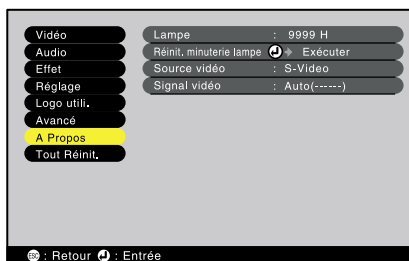 Vidéo
Audio
Effet
Réglage
Logo utili.
Avancé
A Propos
Tout Réinit.
Lampe : 9999 H
Réinit. minuterie lampe Exécuter
Source vidéo : S-Video
Signal vidéo : Auto(------)
ESC : Retour : Entrée